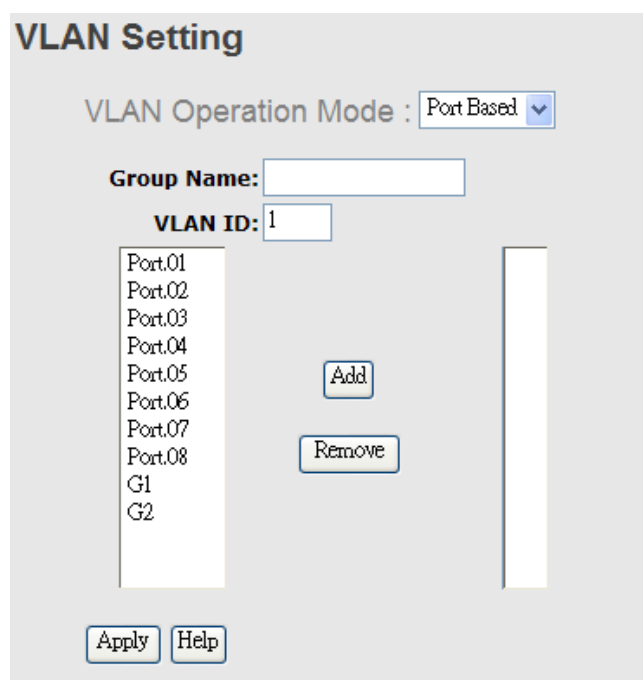 VLAN Setting
VLAN Operation Mode : Port Based
Group Name:
VLAN ID: 1
Port.01
Port.02
Port.03
Port.04
Port.05
Port.06
Port.07
Port.08
G1
G2
Add
Remove
Apply Help